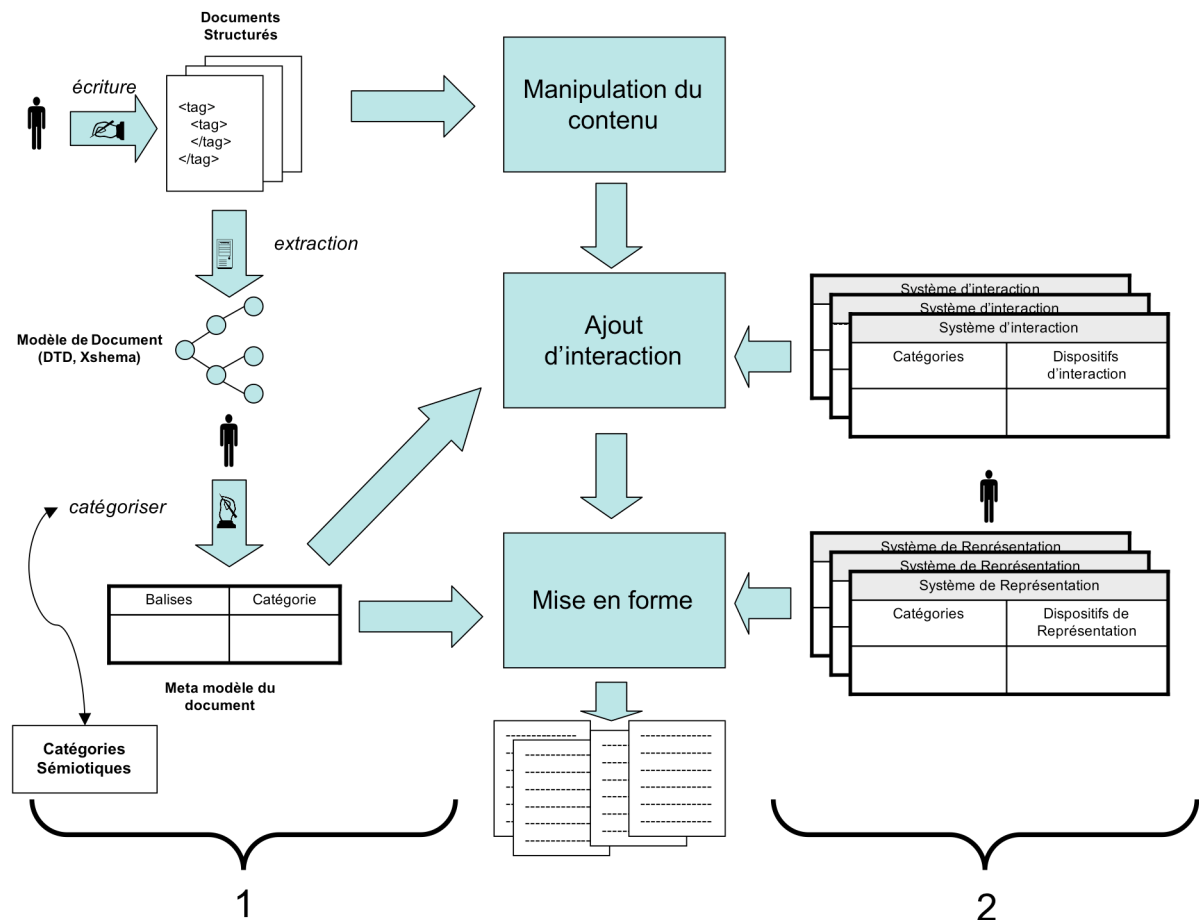 Documents
Structurés
écriture
<tag>
<tag>
</tag>
</tag>
Manipulation du
contenu
extraction
Modèle de Document
(DTD, Xshema)
Ajout
d'interaction
Système d'interaction
Système d'interaction
Système d'interaction
Catégories
Dispositifs
d'interaction
catégoriser
Balises
Catégorie
Meta modèle du
document
Mise en forme
Système de Représentation
Système de Représentation
Système de Représentation
Catégories
Dispositifs de
Représentation
Catégories
Sémiotiques
1
2